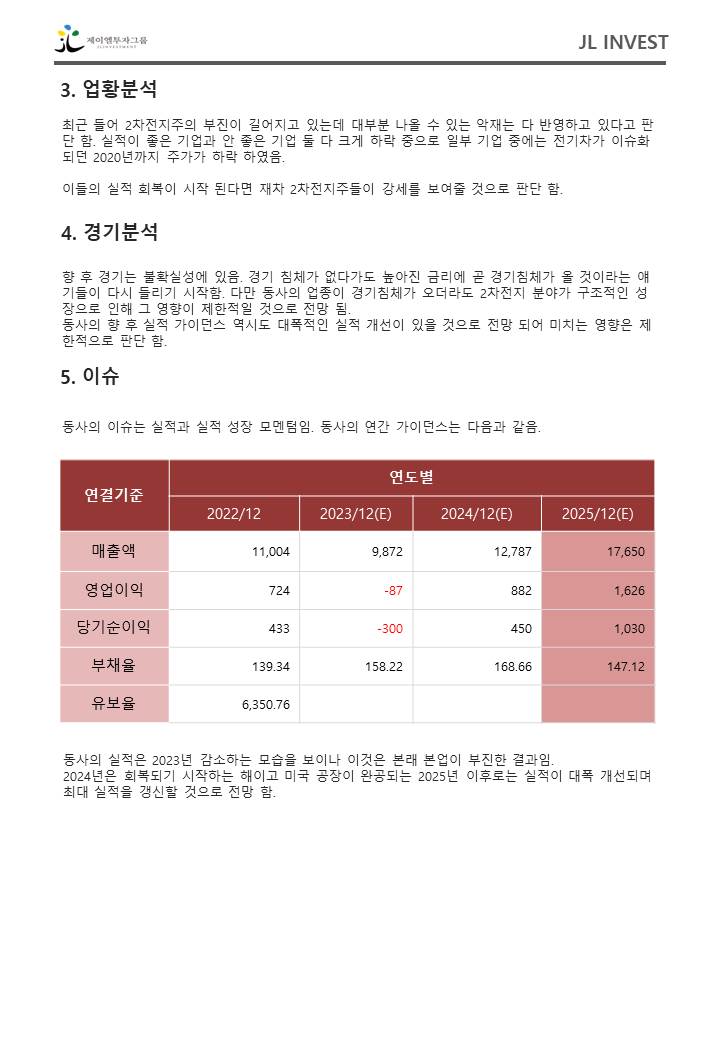 제이엘투자그룹
JLINVESTMENT
JL INVEST
3. 업황분석
최근 들어 2차전지주의 부진이 길어지고 있는데 대부분 나올 수 있는 악재는 다 반영하고 있다고 판
단 함. 실적이 좋은 기업과 안 좋은 기업 둘 다 크게 하락 중으로 일부 기업 중에는 전기차가 이슈화
되던 2020년까지 주가가 하락 하였음.
이들의 실적 회복이 시작 된다면 재차 2차전지주들이 강세를 보여줄 것으로 판단 함.
4. 경기분석
향 후 경기는 불확실성에 있음. 경기 침체가 없다가도 높아진 금리에 곧 경기침체가 올 것이라는 얘
기들이 다시 들리기 시작함. 다만 동사의 업종이 경기침체가 오더라도 2차전지 분야가 구조적인 성
장으로 인해 그 영향이 제한적일 것으로 전망 됨.
동사의 향 후 실적 가이던스 역시도 대폭적인 실적 개선이 있을 것으로 전망 되어 미치는 영향은 제
한적으로 판단 함.
5. 이슈
동사의 이슈는 실적과 실적 성장 모멘텀임. 동사의 연간 가이던스는 다음과 같음.
연결기준 연도별
2022/12 2023/12(E) 2024/12(E) 2025/12(E)
매출액 11,004 9,872 12,787 17,650
영업이익 724 -87 882 1,626
당기순이익 433 -300 450 1,030
부채율 139.34 158.22 168.66 147.12
유보율 6,350.76
동사의 실적은 2023년 감소하는 모습을 보이나 이것은 본래 본업이 부진한 결과임.
2024년은 회복되기 시작하는 해이고 미국 공장이 완공되는 2025년 이후로는 실적이 대폭 개선되며
최대 실적을 갱신할 것으로 전망 함.